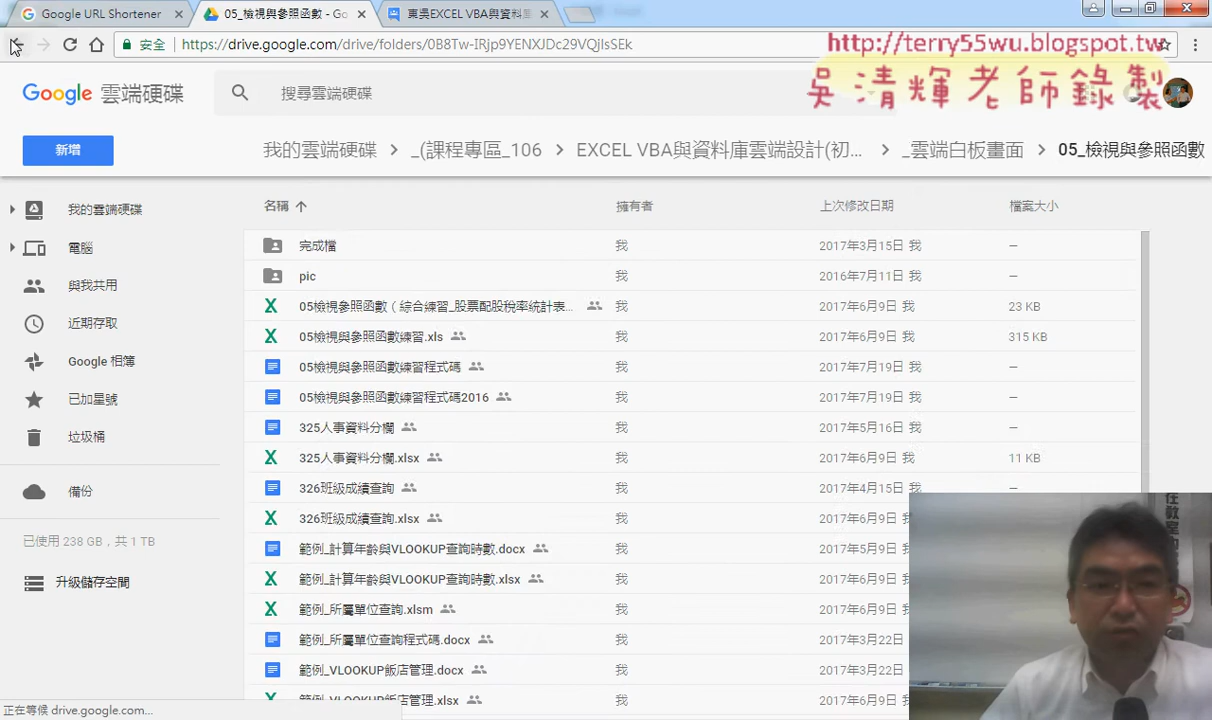 Google URL Shortener
05_檢視與參照函數 - Go
東吳EXCEL VBA與資料庫
安全
https://drive.google.com/drive/folders/0B8Tw-IRjp9YENXJDc29VQjlsSEk
http://terry55wu.blogspot.tw
吳清輝老師錄製
Google 雲端硬碟
搜尋雲端硬碟
新增
我的雲端硬碟 > _(課程專區_106 > EXCEL VBA與資料庫雲端設計(初... > _雲端白板畫面 > 05_檢視與參照函數
名稱 ↑ 擁有者 上次修改日期 檔案大小
我的雲端硬碟
電腦
與我共用
近期存取
Google 相簿
已加星號
垃圾桶
備份
已使用 238 GB，共 1 TB
升級儲存空間
完成檔 我 2017年3月15日 我 –
pic 我 2016年7月11日 我 –
05檢視參照函數（綜合練習_股票配股稅率統計表... 我 2017年6月9日 我 23 KB
05檢視與參照函數練習.xls 我 2017年6月9日 我 315 KB
05檢視與參照函數練習程式碼 我 2017年7月19日 我 –
05檢視與參照函數練習程式碼2016 我 2017年7月19日 我 –
325人事資料分欄 我 2017年5月16日 我 –
325人事資料分欄.xlsx 我 2017年6月9日 我 11 KB
326班級成績查詢 我 2017年4月15日 我 –
326班級成績查詢.xlsx 我 2017年6月9日 我
範例_計算年齡與VLOOKUP查詢時數.docx 我 2017年5月9日 我
範例_計算年齡與VLOOKUP查詢時數.xlsx 我 2017年6月9日 我
範例_所屬單位查詢.xlsm 我 2017年6月9日 我
範例_所屬單位查詢程式碼.docx 我 2017年3月22日
範例_VLOOKUP飯店管理.docx 我 2017年3月22日
範例_VLOOKUP飯店管理.xlsx 我 2017年6月9日 我
正在等候 drive.google.com...